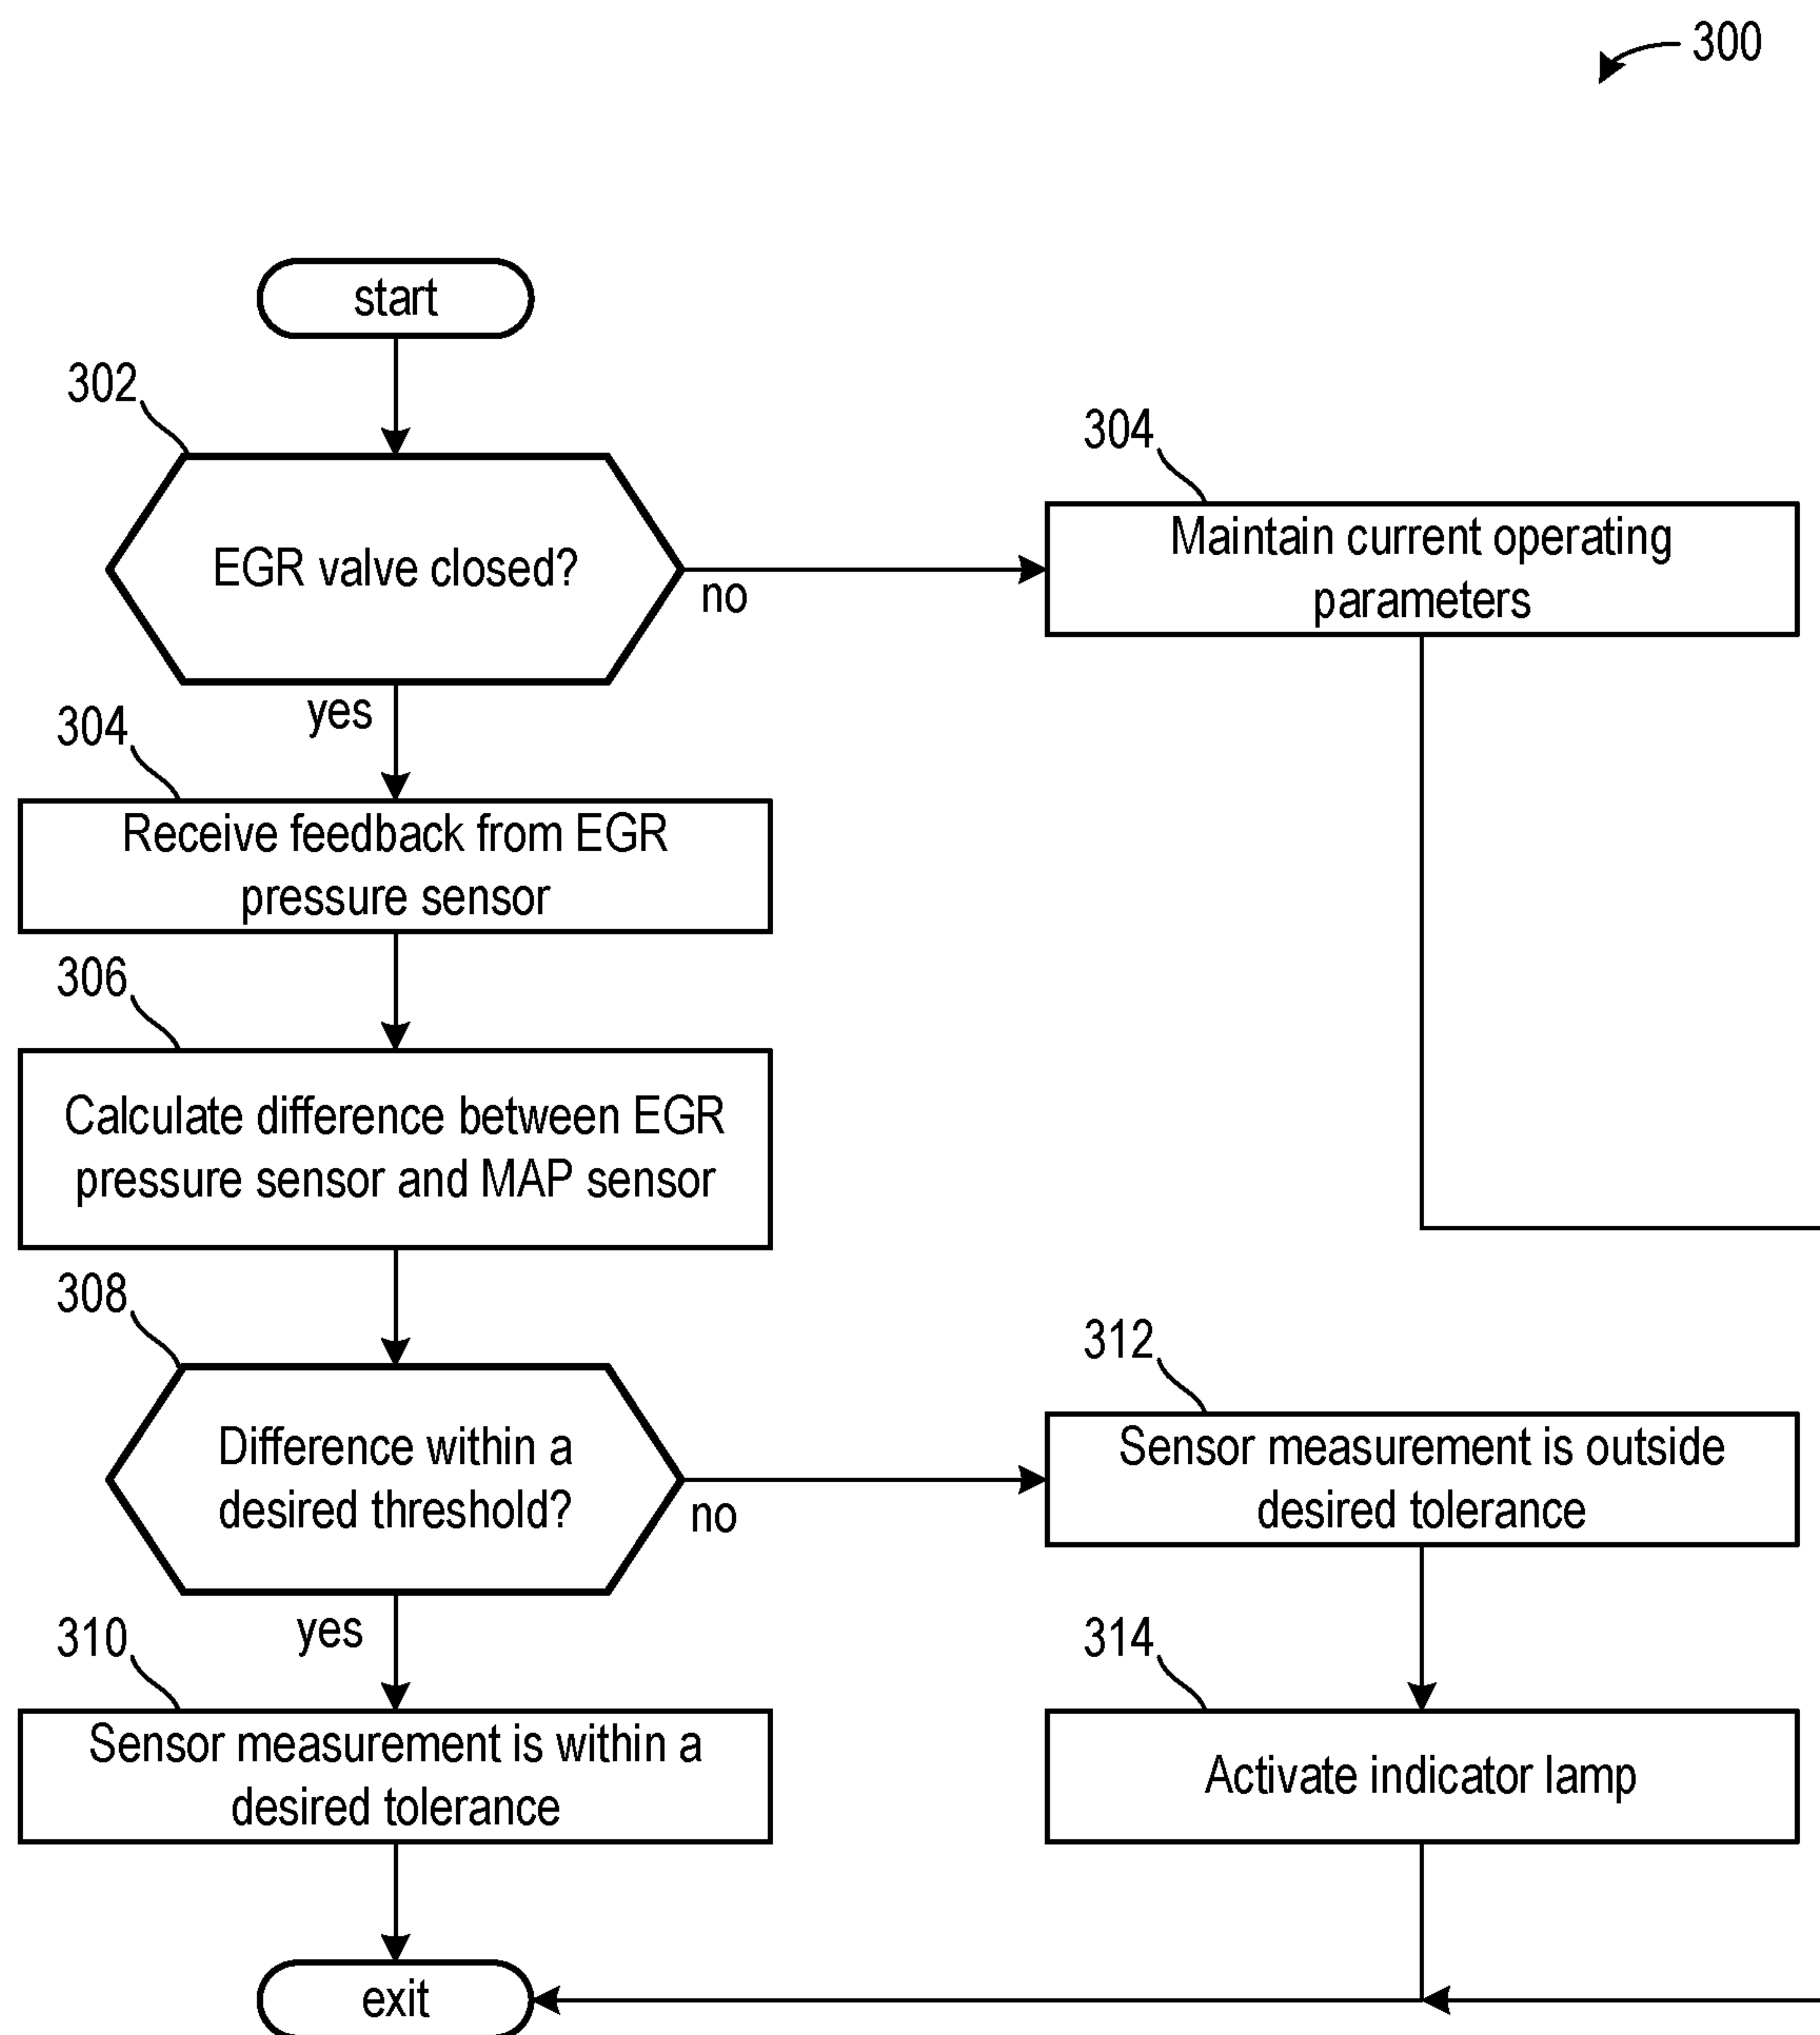 300
start
302
EGR valve closed?
no
304
Maintain current operating
parameters
yes
304
Receive feedback from EGR
pressure sensor
306
Calculate difference between EGR
pressure sensor and MAP sensor
308
Difference within a
desired threshold?
no
312
Sensor measurement is outside
desired tolerance
yes
310
Sensor measurement is within a
desired tolerance
314
Activate indicator lamp
exit